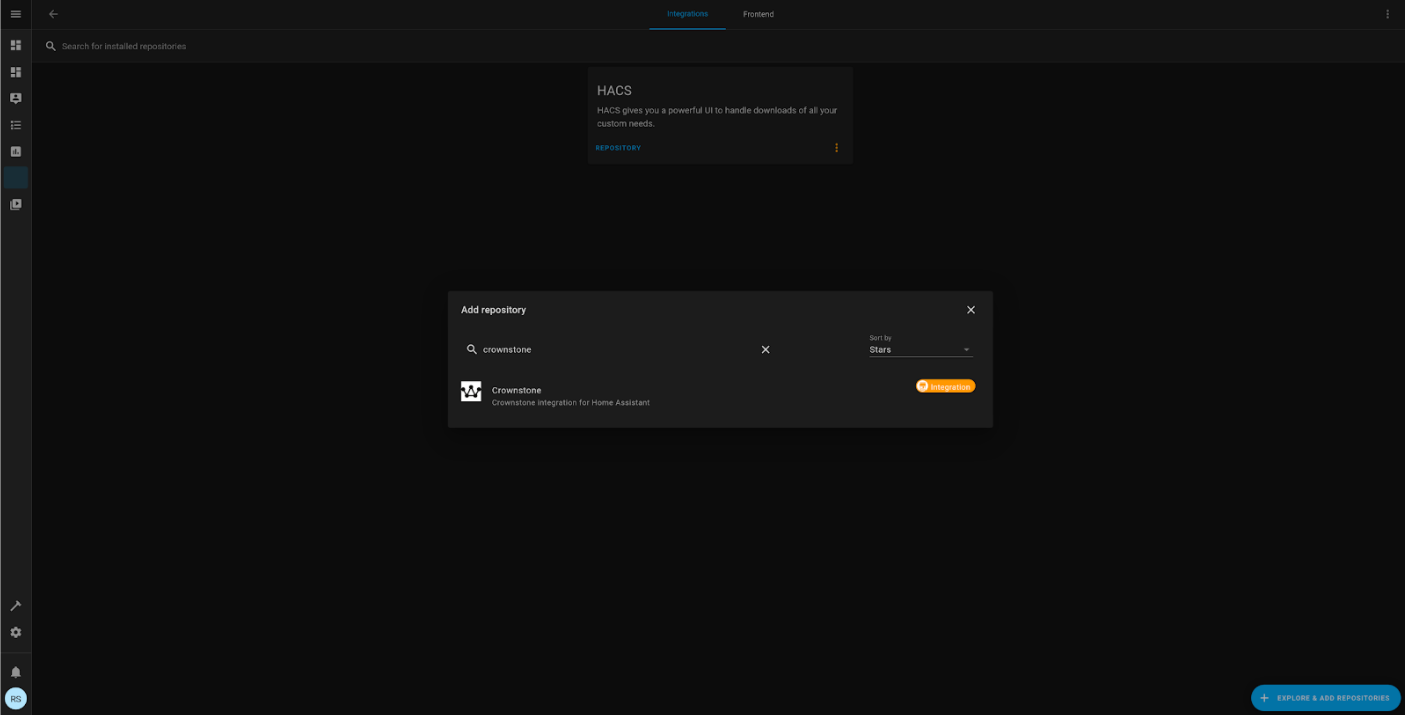 Integrations
Frontend
Search for installed repositories
HACS
HACS gives you a powerful UI to handle downloads of all your
custom needs.
REPOSITORY
Add repository
Sort by
crownstone
Stars
Crownstone
Integration
Crownstone integration for Home Assistant
RS
EXPLORE & ADD REPOSITORIES